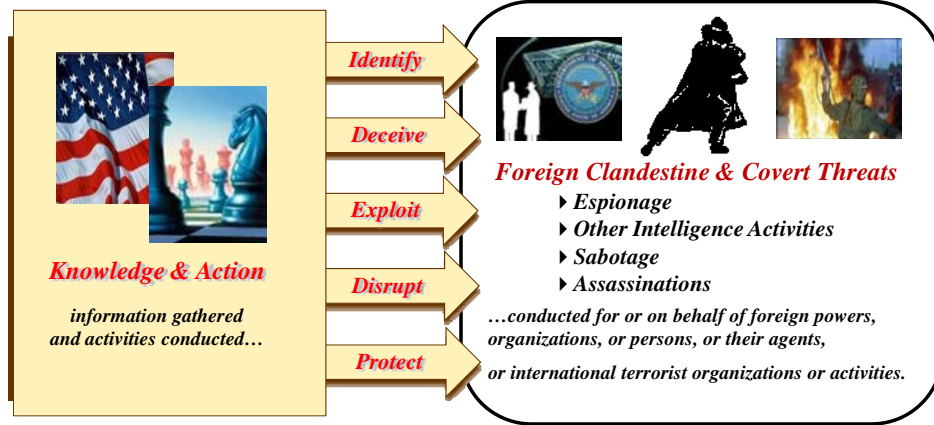 Knowledge & Action
information gathered
and activities conducted…
Identify
Deceive
Exploit
Disrupt
Protect
Foreign Clandestine & Covert Threats
Espionage
Other Intelligence Activities
Sabotage
Assassinations
…conducted for or on behalf of foreign powers,
organizations, or persons, or their agents,
or international terrorist organizations or activities.